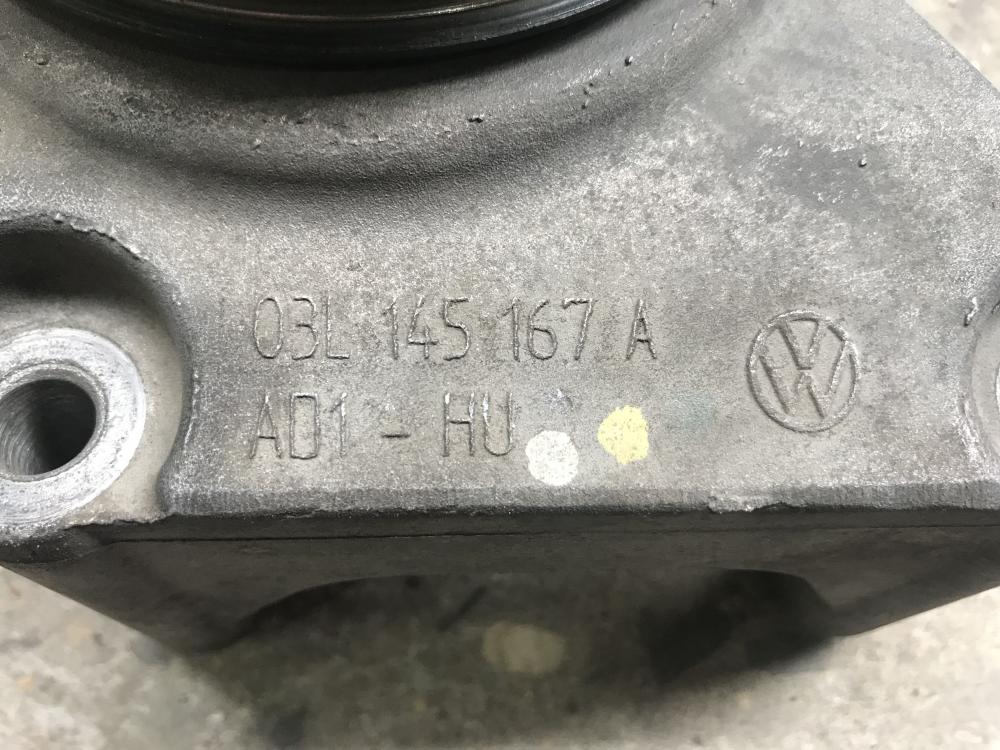 03L 145 167 A
AD1 - HU
VW